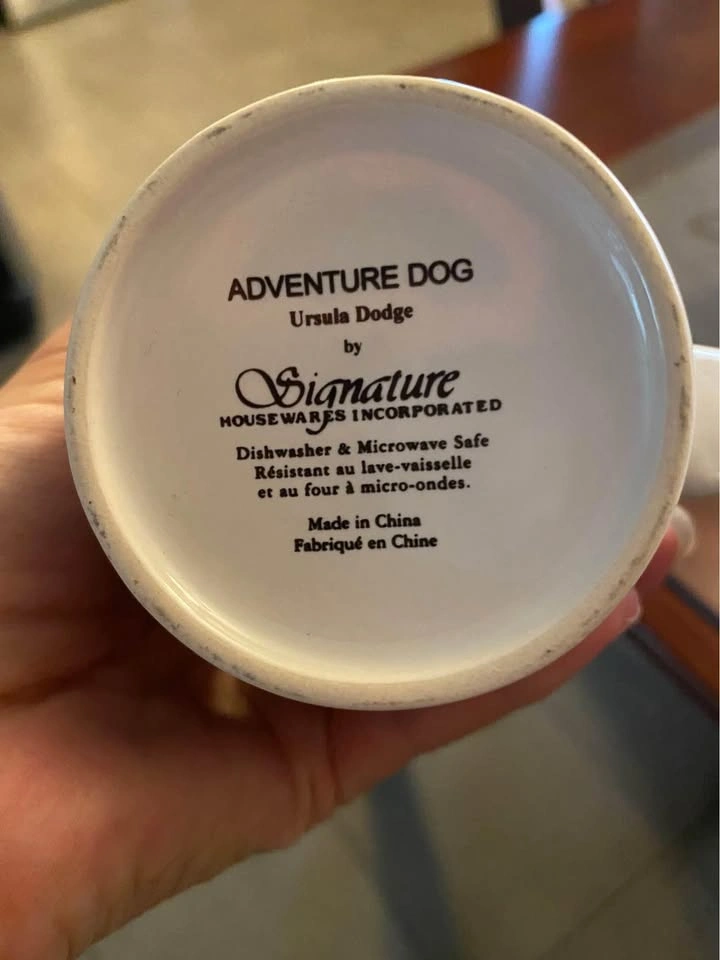 ADVENTURE DOG
Ursula Dodge
by
Signature
HOUSEWARES INCORPORATED
Dishwasher & Microwave Safe
Résistant au lave-vaisselle
et au four à micro-ondes.
Made in China
Fabriqué en Chine